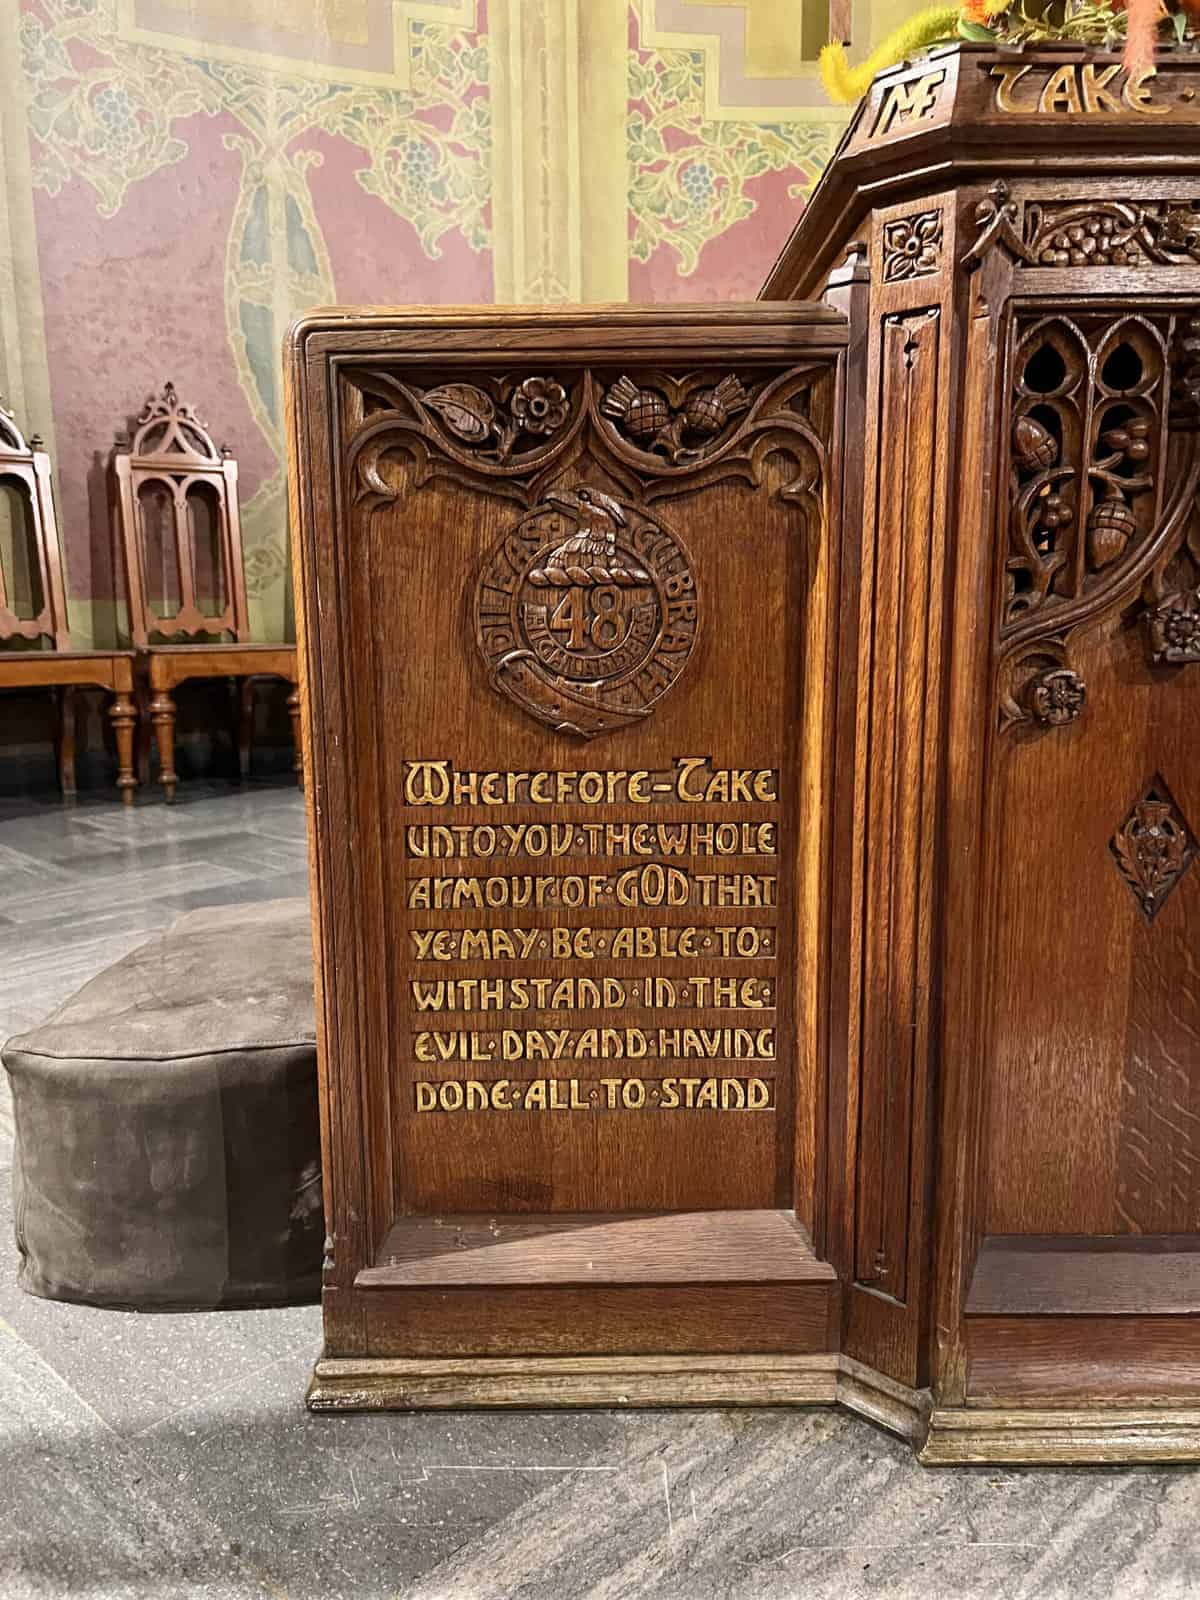 ME TAKE ·
DILEAS: GU·BRATH
48
HIGHLANDERS
WHEREFORE–TAKE
UNTO·YOU·THE·WHOLE
ARMOUR·OF·GOD THAT
YE·MAY·BE·ABLE·TO·
WITHSTAND·IN·THE·
EVIL·DAY·AND·HAVING
DONE·ALL·TO·STAND